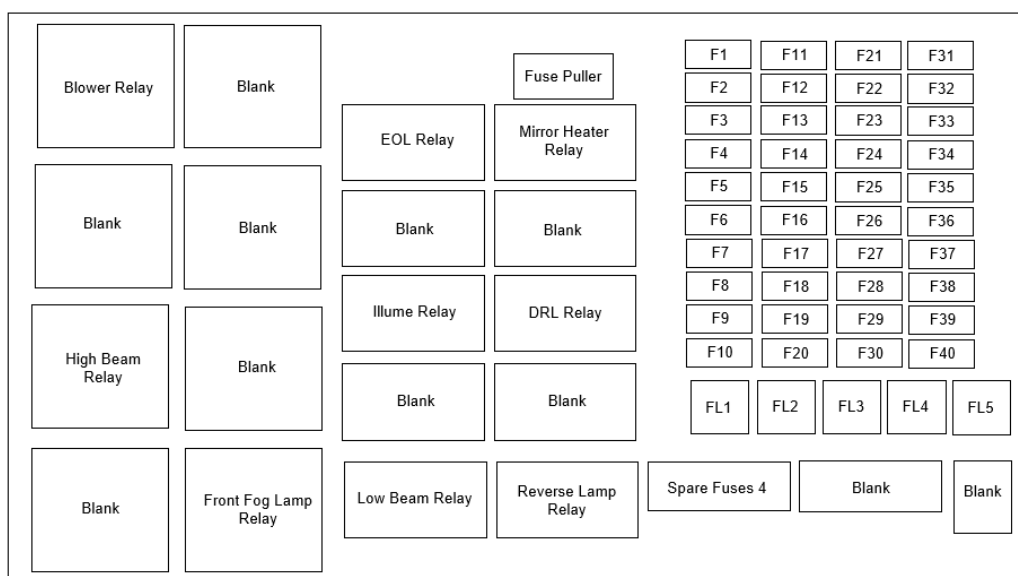 Blower Relay
Blank
Fuse Puller
EOL Relay
Mirror Heater
Relay
Blank
Blank
Blank
Blank
Illume Relay
DRL Relay
High Beam
Relay
Blank
Blank
Blank
Blank
Front Fog Lamp
Relay
Low Beam Relay
Reverse Lamp
Relay
Spare Fuses 4
Blank
Blank
F1
F11
F21
F31
F2
F12
F22
F32
F3
F13
F23
F33
F4
F14
F24
F34
F5
F15
F25
F35
F6
F16
F26
F36
F7
F17
F27
F37
F8
F18
F28
F38
F9
F19
F29
F39
F10
F20
F30
F40
FL1
FL2
FL3
FL4
FL5